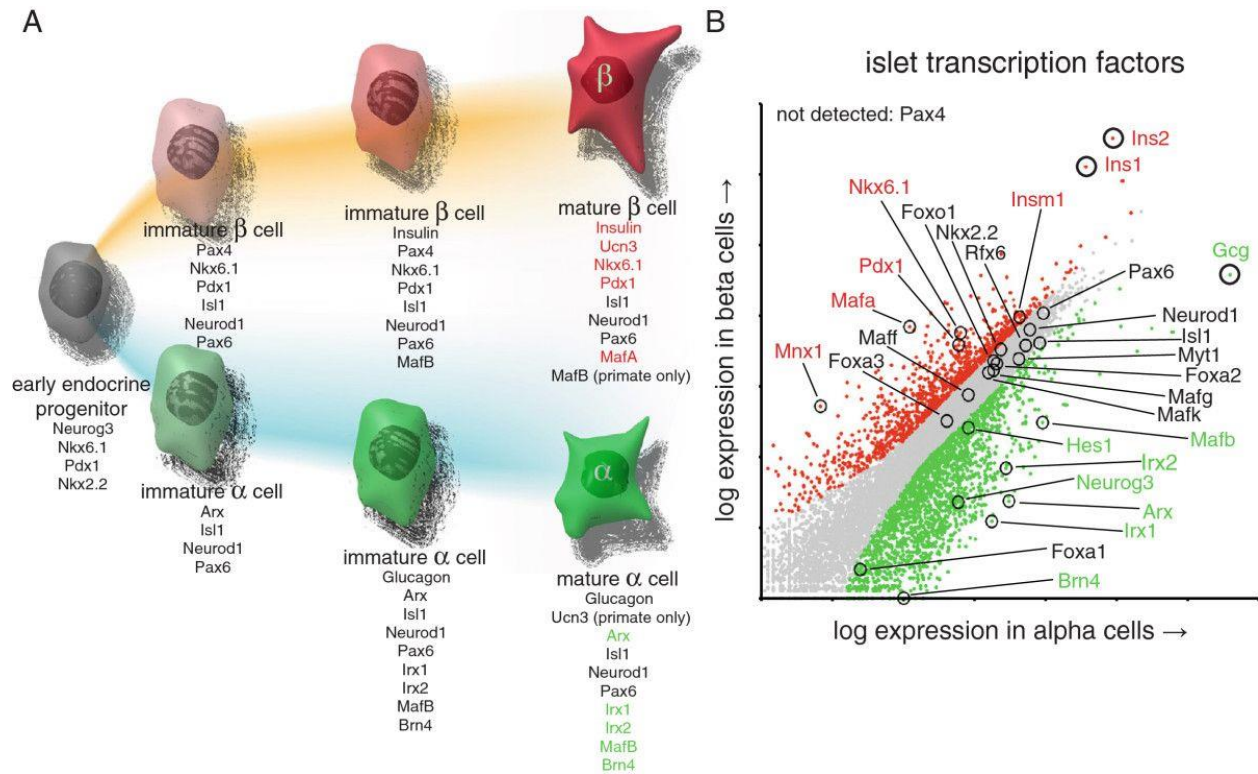 A
β
immature β cell
Pax4
Nkx6.1
Pdx1
Isl1
Neurod1
Pax6
immature β cell
Insulin
Pax4
Nkx6.1
Pdx1
Isl1
Neurod1
Pax6
MafB
mature β cell
Insulin
Ucn3
Nkx6.1
Pdx1
Isl1
Neurod1
Pax6
MafA
MafB (primate only)
early endocrine
progenitor
Neurog3
Nkx6.1
Pdx1
Nkx2.2
immature α cell
Arx
Isl1
Neurod1
Pax6
immature α cell
Glucagon
Arx
Isl1
Neurod1
Pax6
Irx1
Irx2
MafB
Brn4
α
mature α cell
Glucagon
Ucn3 (primate only)
Arx
Isl1
Neurod1
Pax6
Irx1
Irx2
MafB
Brn4
B
islet transcription factors
not detected: Pax4
Ins2
Ins1
Nkx6.1
Foxo1
Nkx2.2
Rfx6
Insm1
Gcg
Pdx1
Pax6
Mafa
Neurod1
Maff
Isl1
Mnx1
Foxa3
Myt1
Foxa2
Mafg
Mafk
Hes1
Mafb
Irx2
Neurog3
Arx
Irx1
Foxa1
Brn4
log expression in beta cells →
log expression in alpha cells →